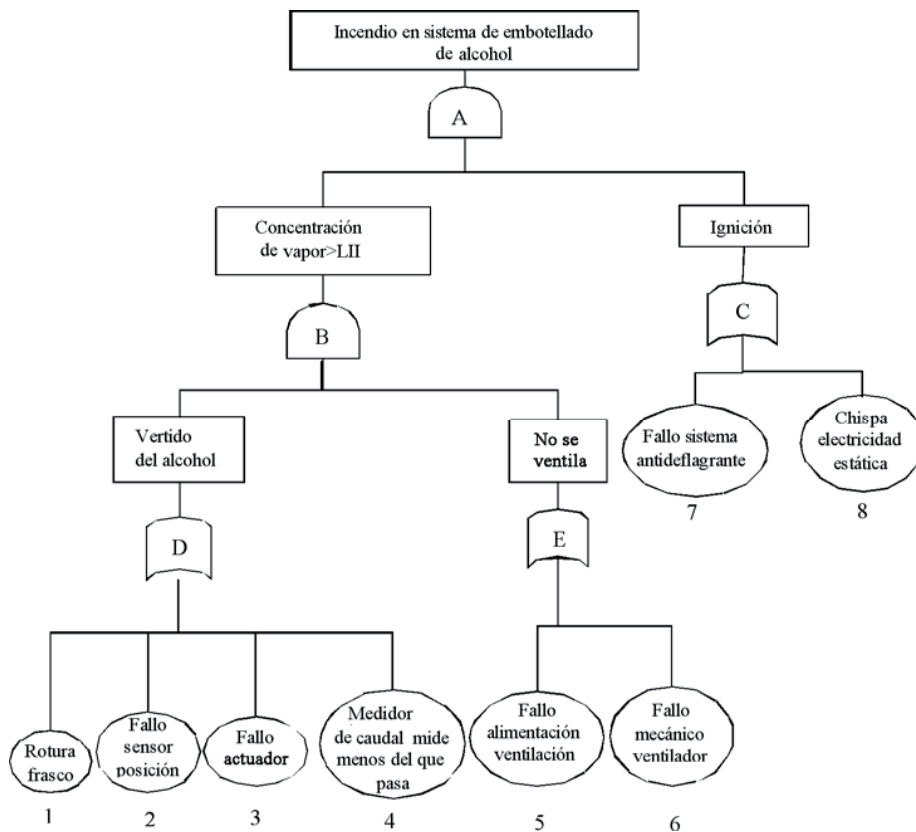 Incendio en sistema de embotellado
de alcohol
A
Concentración
de vapor>LII
Ignición
B
C
Vertido
del alcohol
No se
ventila
Fallo sistema
antideflagrante
Chispa
electricidad
estática
7
8
D
E
Rotura
frasco
Fallo
sensor
posición
Fallo
actuador
Medidor
de caudal mide
menos del que
pasa
Fallo
alimentación
ventilación
Fallo
mecánico
ventilador
1
2
3
4
5
6